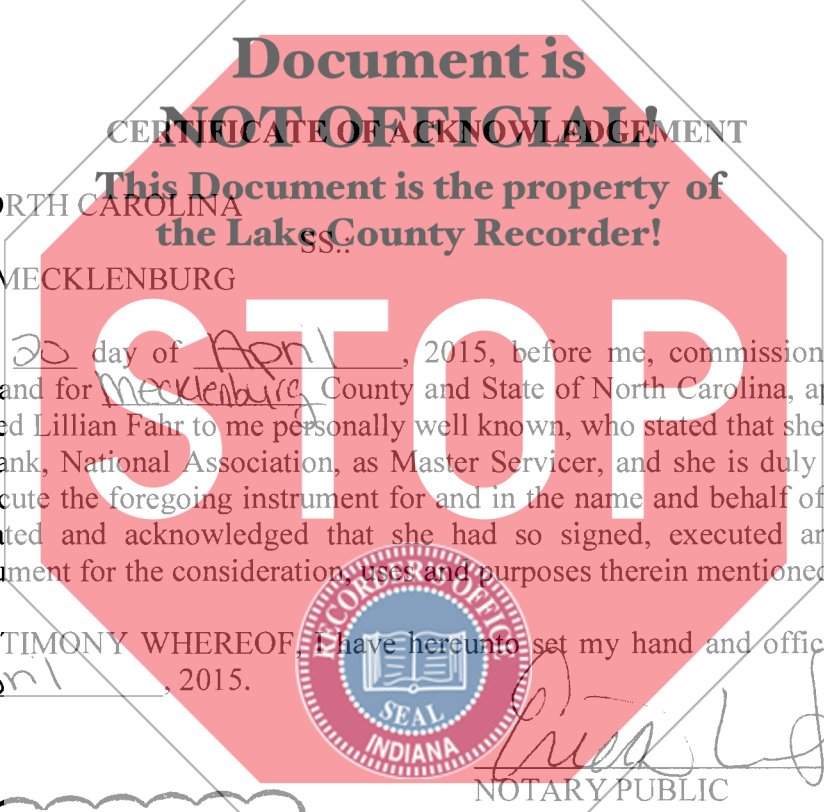 Document is
NOT OFFICIAL!
CERTIFICATE OF ACKNOWLEDGEMENT
This Document is the property of
RTH CAROLINA
the Lake County Recorder!
SS.:
MECKLENBURG
STOP
day of April, 2015, before me, commission
and for Mecklenburg County and State of North Carolina, ap
ed Lillian Fahr to me personally well known, who stated that she
ank, National Association, as Master Servicer, and she is duly
cute the foregoing instrument for and in the name and behalf of
ated and acknowledged that she had so signed, executed an
ument for the consideration, uses and purposes therein mentioned
TIMONY WHEREOF, I have hereunto set my hand and offic
, 2015.
RECORDER'S OFFICE
SEAL
INDIANA
NOTARY PUBLIC